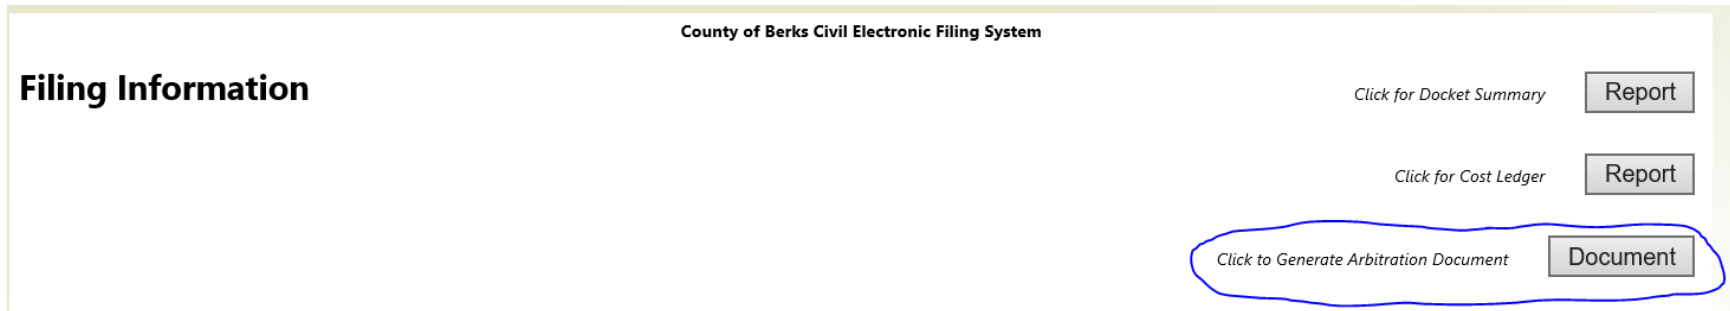 County of Berks Civil Electronic Filing System
Filing Information
Click for Docket Summary Report
Click for Cost Ledger Report
Click to Generate Arbitration Document Document